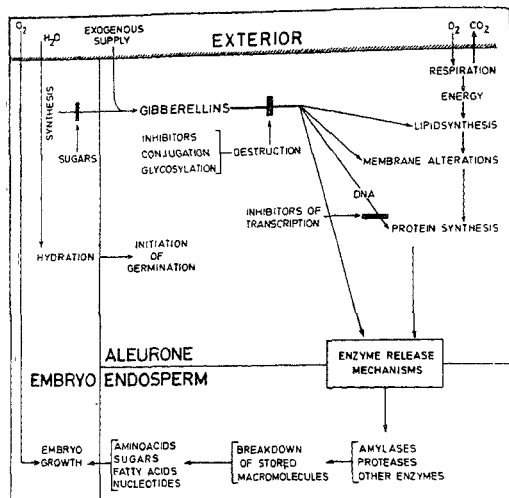 O2
H2O
EXOGENOUS
SUPPLY
EXTERIOR
O2 CO2
RESPIRATION
ENERGY
SYNTHESIS
GIBBERELLINS
LIPIDSYNTHESIS
SUGARS
INHIBITORS
CONJUGATION
GLYCOSYLATION
DESTRUCTION
MEMBRANE ALTERATIONS
DNA
INHIBITORS OF
TRANSCRIPTION
PROTEIN SYNTHESIS
HYDRATION
INITIATION
OF
GERMINATION
ALEURONE
EMBRYO ENDOSPERM
ENZYME RELEASE
MECHANISMS
EMBRYO
GROWTH
AMINOACIDS
SUGARS
FATTY ACIDS
NUCLEOTIDES
BREAKDOWN
OF STORED
MACROMOLECULES
AMYLASES
PROTEASES
OTHER ENZYMES